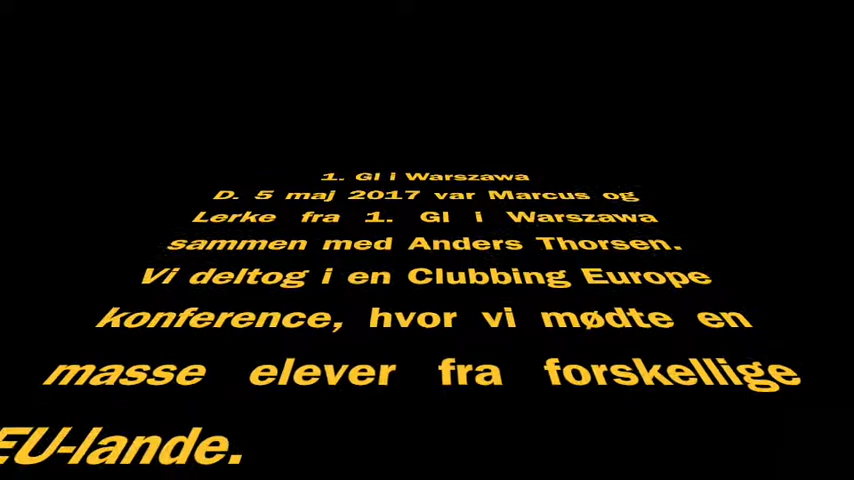 1. GI i Warszawa
D. 5 maj 2017 var Marcus og
Lerke fra 1. GI i Warszawa
sammen med Anders Thorsen.
Vi deltog i en Clubbing Europe
konference, hvor vi mødte en
masse elever fra forskellige
EU-lande.